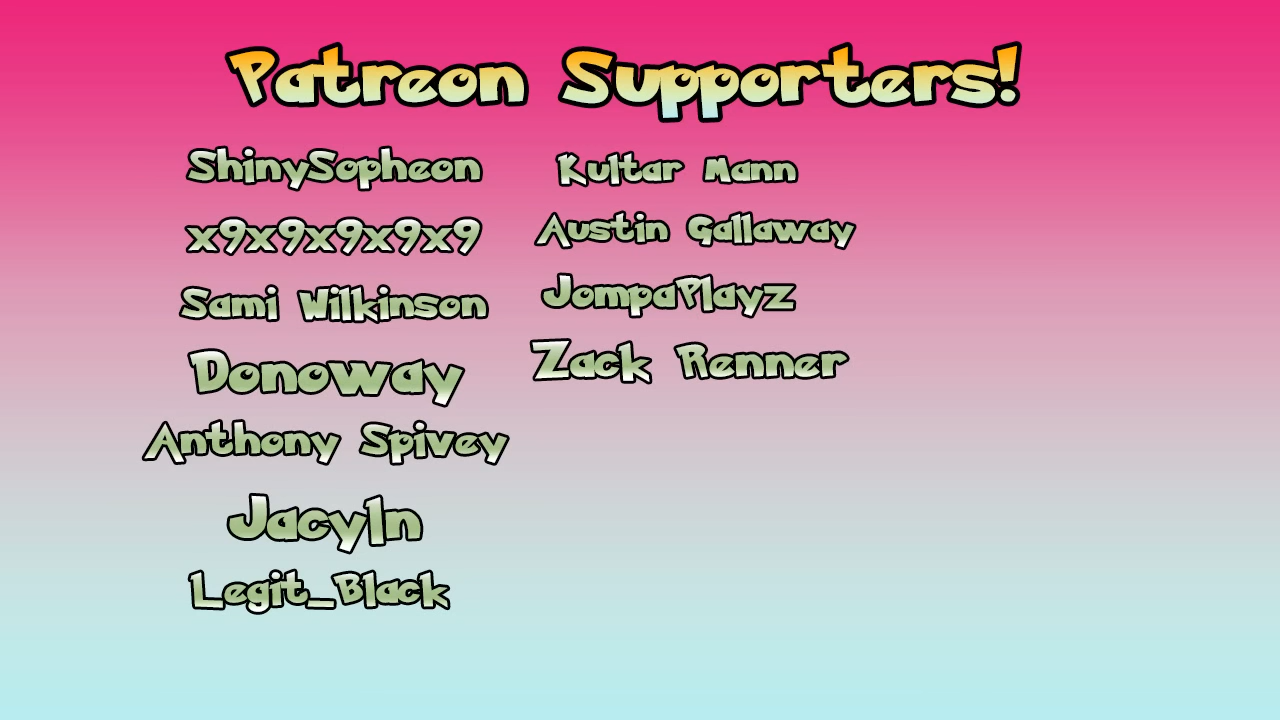 Patreon Supporters!
ShinySopheon
x9x9x9x9x9
Sami Wilkinson
Donoway
Anthony Spivey
Jacyln
Legit_Black
Kultar Mann
Austin Gallaway
JompaPlayz
Zack Renner